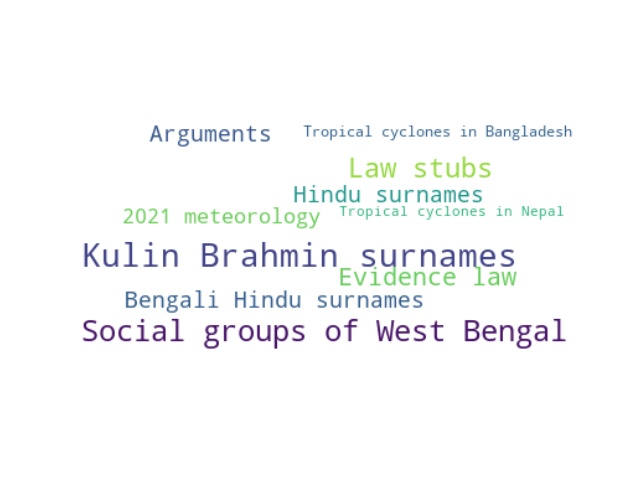 Arguments
Tropical cyclones in Bangladesh
Law stubs
Hindu surnames
2021 meteorology
Tropical cyclones in Nepal
Kulin Brahmin surnames
Evidence law
Bengali Hindu surnames
Social groups of West Bengal